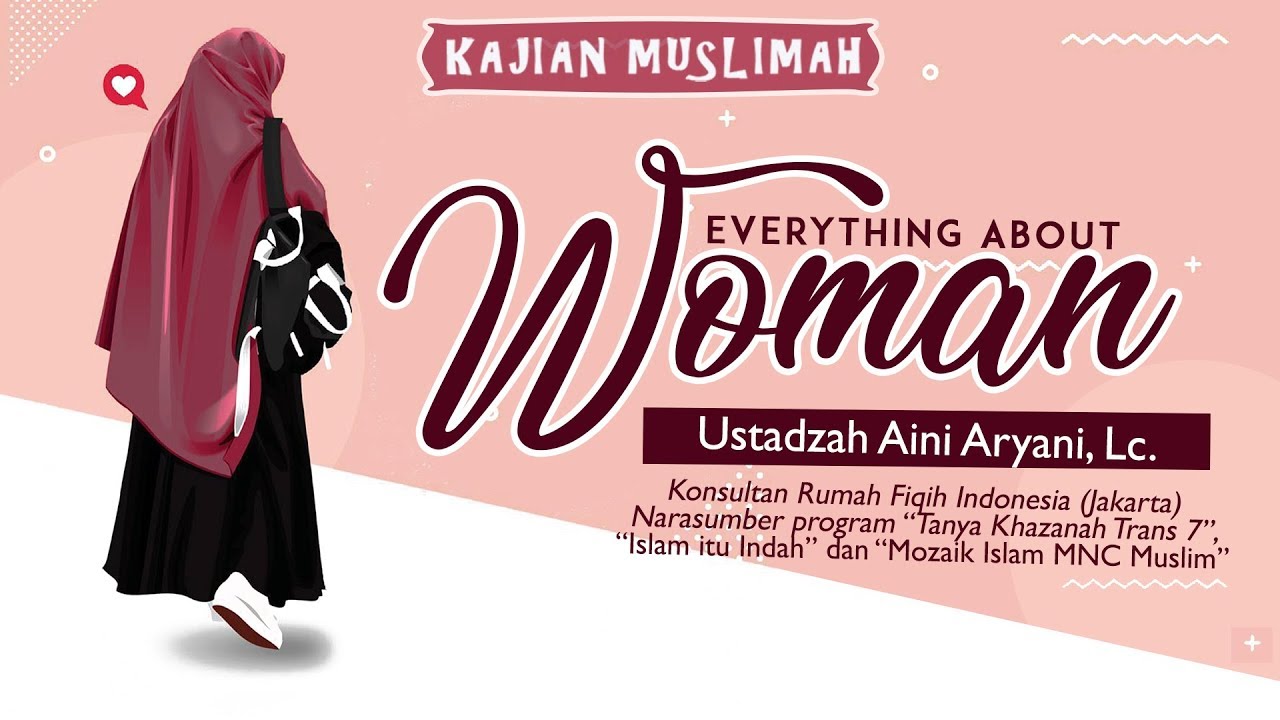 KAJIAN MUSLIMAH
EVERYTHING ABOUT
Woman
Ustadzah Aini Aryani, Lc.
Konsultan Rumah Fiqih Indonesia (Jakarta)
Narasumber program “Tanya Khazanah Trans 7”,
“Islam itu Indah” dan “Mozaik Islam MNC Muslim”